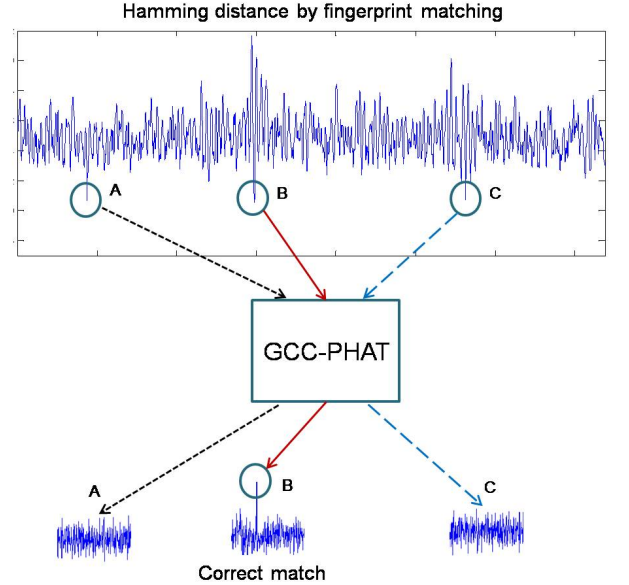 Hamming distance by fingerprint matching
A
B
C
GCC-PHAT
A
B
C
Correct match